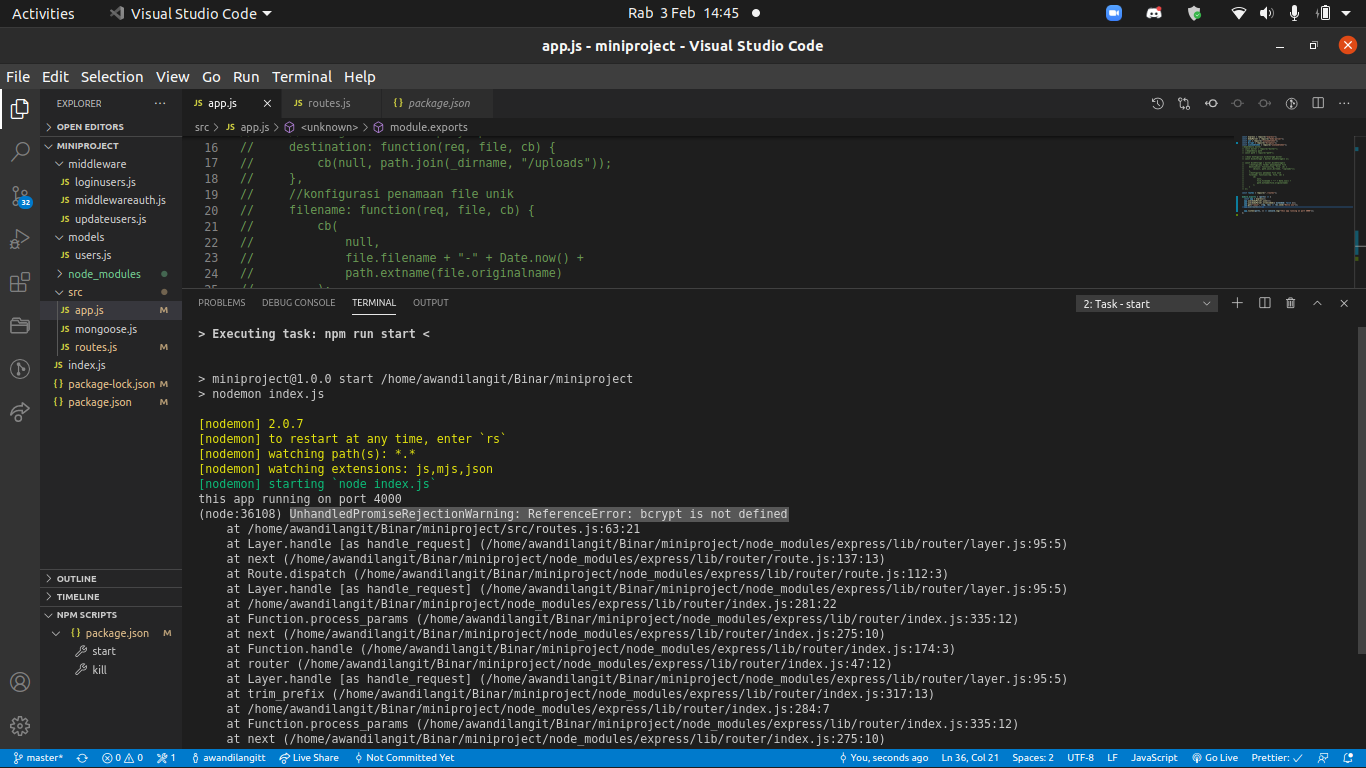 Activities
Visual Studio Code
Rab 3 Feb 14:45
app.js - miniproject - Visual Studio Code
File Edit Selection View Go Run Terminal Help
EXPLORER
OPEN EDITORS
MINIPROJECT
middleware
JS loginusers.js
JS middlewareauth.js
JS updateusers.js
models
JS users.js
node_modules
src
JS app.js M
JS mongoose.js
JS routes.js M
JS index.js
{} package-lock.json M
{} package.json M
OUTLINE
TIMELINE
NPM SCRIPTS
{} package.json M
start
kill
32
JS app.js
JS routes.js
{} package.json
src > JS app.js > <unknown> > module.exports
16 // destination: function(req, file, cb) {
17 // cb(null, path.join(_dirname, "/uploads"));
18 // },
19 // //konfigurasi penamaan file unik
20 // filename: function(req, file, cb) {
21 // cb(
22 // null,
23 // file.filename + "-" + Date.now() +
24 // path.extname(file.originalname)
25 // );
PROBLEMS DEBUG CONSOLE TERMINAL OUTPUT
2: Task - start
> Executing task: npm run start <
> miniproject@1.0.0 start /home/awandilangit/Binar/miniproject
> nodemon index.js
[nodemon] 2.0.7
[nodemon] to restart at any time, enter `rs`
[nodemon] watching path(s): *.*
[nodemon] watching extensions: js,mjs,json
[nodemon] starting `node index.js`
this app running on port 4000
(node:36108) UnhandledPromiseRejectionWarning: ReferenceError: bcrypt is not defined
at /home/awandilangit/Binar/miniproject/src/routes.js:63:21
at Layer.handle [as handle_request] (/home/awandilangit/Binar/miniproject/node_modules/express/lib/router/layer.js:95:5)
at next (/home/awandilangit/Binar/miniproject/node_modules/express/lib/router/route.js:137:13)
at Route.dispatch (/home/awandilangit/Binar/miniproject/node_modules/express/lib/router/route.js:112:3)
at Layer.handle [as handle_request] (/home/awandilangit/Binar/miniproject/node_modules/express/lib/router/layer.js:95:5)
at /home/awandilangit/Binar/miniproject/node_modules/express/lib/router/index.js:281:22
at Function.process_params (/home/awandilangit/Binar/miniproject/node_modules/express/lib/router/index.js:335:12)
at next (/home/awandilangit/Binar/miniproject/node_modules/express/lib/router/index.js:275:10)
at Function.handle (/home/awandilangit/Binar/miniproject/node_modules/express/lib/router/index.js:174:3)
at router (/home/awandilangit/Binar/miniproject/node_modules/express/lib/router/index.js:47:12)
at Layer.handle [as handle_request] (/home/awandilangit/Binar/miniproject/node_modules/express/lib/router/layer.js:95:5)
at trim_prefix (/home/awandilangit/Binar/miniproject/node_modules/express/lib/router/index.js:317:13)
at /home/awandilangit/Binar/miniproject/node_modules/express/lib/router/index.js:284:7
at Function.process_params (/home/awandilangit/Binar/miniproject/node_modules/express/lib/router/index.js:335:12)
at next (/home/awandilangit/Binar/miniproject/node_modules/express/lib/router/index.js:275:10)
master* 0 0 1 awandilangitt Live Share Not Committed Yet You, seconds ago Ln 36, Col 21 Spaces: 2 UTF-8 LF JavaScript Go Live Prettier: ✓